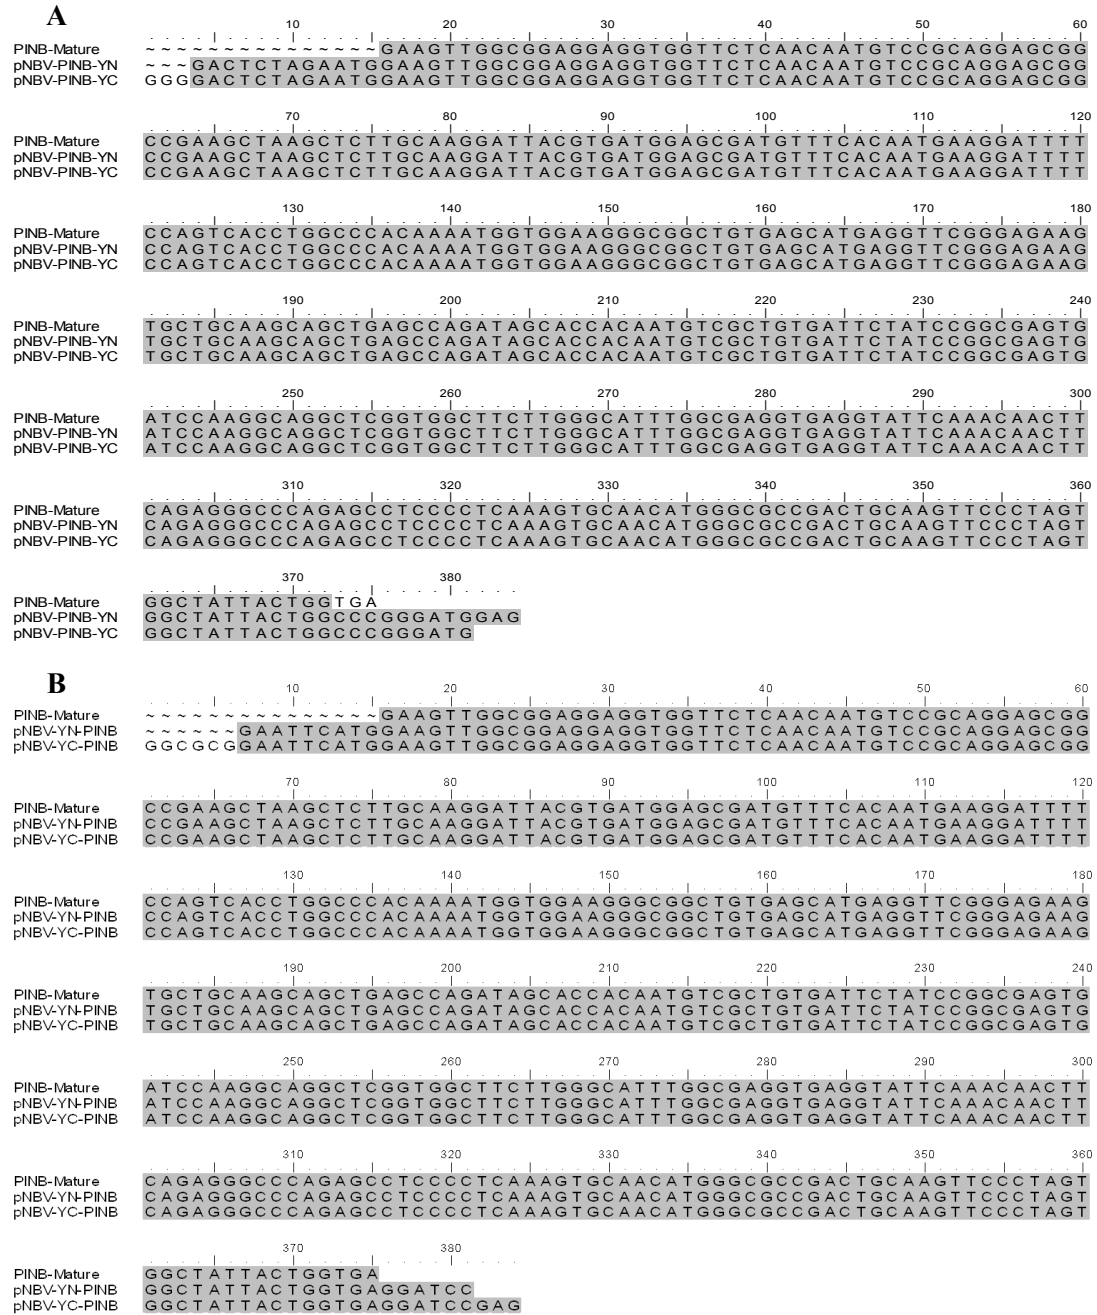 A
10 20 30 40 50 60
PINB-Mature ~~~~~~~~~~~~~~~GAAGTTGGCGGAGGAGGTGGTTCTCAACAATGTCCGCAGGAGCGG
pNBV-PINB-YN ~~~GACTCTAGAATGGAAGTTGGCGGAGGAGGTGGTTCTCAACAATGTCCGCAGGAGCGG
pNBV-PINB-YC GGGGACTCTAGAATGGAAGTTGGCGGAGGAGGTGGTTCTCAACAATGTCCGCAGGAGCGG
70 80 90 100 110 120
PINB-Mature CCGAAGCTAAGCTCTTGCAAGGATTACGTGATGGAGCGATGTTTCACAATGAAGGATTTT
pNBV-PINB-YN CCGAAGCTAAGCTCTTGCAAGGATTACGTGATGGAGCGATGTTTCACAATGAAGGATTTT
pNBV-PINB-YC CCGAAGCTAAGCTCTTGCAAGGATTACGTGATGGAGCGATGTTTCACAATGAAGGATTTT
130 140 150 160 170 180
PINB-Mature CCAGTCACCTGGCCCACAAAATGGTGGAAGGGCGGCTGTGAGCATGAGGTTCGGGAGAAG
pNBV-PINB-YN CCAGTCACCTGGCCCACAAAATGGTGGAAGGGCGGCTGTGAGCATGAGGTTCGGGAGAAG
pNBV-PINB-YC CCAGTCACCTGGCCCACAAAATGGTGGAAGGGCGGCTGTGAGCATGAGGTTCGGGAGAAG
190 200 210 220 230 240
PINB-Mature TGCTGCAAGCAGCTGAGCCAGATAGCACCACAATGTCGCTGTGATTCTATCCGGCGAGTG
pNBV-PINB-YN TGCTGCAAGCAGCTGAGCCAGATAGCACCACAATGTCGCTGTGATTCTATCCGGCGAGTG
pNBV-PINB-YC TGCTGCAAGCAGCTGAGCCAGATAGCACCACAATGTCGCTGTGATTCTATCCGGCGAGTG
250 260 270 280 290 300
PINB-Mature ATCCAAGGCAGGCTCGGTGGCTTCTTGGGCATTTGGCGAGGTGAGGTATTCAAACAACTT
pNBV-PINB-YN ATCCAAGGCAGGCTCGGTGGCTTCTTGGGCATTTGGCGAGGTGAGGTATTCAAACAACTT
pNBV-PINB-YC ATCCAAGGCAGGCTCGGTGGCTTCTTGGGCATTTGGCGAGGTGAGGTATTCAAACAACTT
310 320 330 340 350 360
PINB-Mature CAGAGGGCCCAGAGCCTCCCCTCAAAGTGCAACATGGGCGCCGACTGCAAGTTCCCTAGT
pNBV-PINB-YN CAGAGGGCCCAGAGCCTCCCCTCAAAGTGCAACATGGGCGCCGACTGCAAGTTCCCTAGT
pNBV-PINB-YC CAGAGGGCCCAGAGCCTCCCCTCAAAGTGCAACATGGGCGCCGACTGCAAGTTCCCTAGT
370 380
PINB-Mature GGCTATTACTGGTGA
pNBV-PINB-YN GGCTATTACTGGCCCGGGATGGAG
pNBV-PINB-YC GGCTATTACTGGCCCGGGATG
B
10 20 30 40 50 60
PINB-Mature ~~~~~~~~~~~~~~~GAAGTTGGCGGAGGAGGTGGTTCTCAACAATGTCCGCAGGAGCGG
pNBV-YN-PINB ~~~~~~GAATTCATGGAAGTTGGCGGAGGAGGTGGTTCTCAACAATGTCCGCAGGAGCGG
pNBV-YC-PINB GGCGCGGAATTCATGGAAGTTGGCGGAGGAGGTGGTTCTCAACAATGTCCGCAGGAGCGG
70 80 90 100 110 120
PINB-Mature CCGAAGCTAAGCTCTTGCAAGGATTACGTGATGGAGCGATGTTTCACAATGAAGGATTTT
pNBV-YN-PINB CCGAAGCTAAGCTCTTGCAAGGATTACGTGATGGAGCGATGTTTCACAATGAAGGATTTT
pNBV-YC-PINB CCGAAGCTAAGCTCTTGCAAGGATTACGTGATGGAGCGATGTTTCACAATGAAGGATTTT
130 140 150 160 170 180
PINB-Mature CCAGTCACCTGGCCCACAAAATGGTGGAAGGGCGGCTGTGAGCATGAGGTTCGGGAGAAG
pNBV-YN-PINB CCAGTCACCTGGCCCACAAAATGGTGGAAGGGCGGCTGTGAGCATGAGGTTCGGGAGAAG
pNBV-YC-PINB CCAGTCACCTGGCCCACAAAATGGTGGAAGGGCGGCTGTGAGCATGAGGTTCGGGAGAAG
190 200 210 220 230 240
PINB-Mature TGCTGCAAGCAGCTGAGCCAGATAGCACCACAATGTCGCTGTGATTCTATCCGGCGAGTG
pNBV-YN-PINB TGCTGCAAGCAGCTGAGCCAGATAGCACCACAATGTCGCTGTGATTCTATCCGGCGAGTG
pNBV-YC-PINB TGCTGCAAGCAGCTGAGCCAGATAGCACCACAATGTCGCTGTGATTCTATCCGGCGAGTG
250 260 270 280 290 300
PINB-Mature ATCCAAGGCAGGCTCGGTGGCTTCTTGGGCATTTGGCGAGGTGAGGTATTCAAACAACTT
pNBV-YN-PINB ATCCAAGGCAGGCTCGGTGGCTTCTTGGGCATTTGGCGAGGTGAGGTATTCAAACAACTT
pNBV-YC-PINB ATCCAAGGCAGGCTCGGTGGCTTCTTGGGCATTTGGCGAGGTGAGGTATTCAAACAACTT
310 320 330 340 350 360
PINB-Mature CAGAGGGCCCAGAGCCTCCCCTCAAAGTGCAACATGGGCGCCGACTGCAAGTTCCCTAGT
pNBV-YN-PINB CAGAGGGCCCAGAGCCTCCCCTCAAAGTGCAACATGGGCGCCGACTGCAAGTTCCCTAGT
pNBV-YC-PINB CAGAGGGCCCAGAGCCTCCCCTCAAAGTGCAACATGGGCGCCGACTGCAAGTTCCCTAGT
370 380
PINB-Mature GGCTATTACTGGTGA
pNBV-YN-PINB GGCTATTACTGGTGAGGATCC
pNBV-YC-PINB GGCTATTACTGGTGAGGATCCGAG